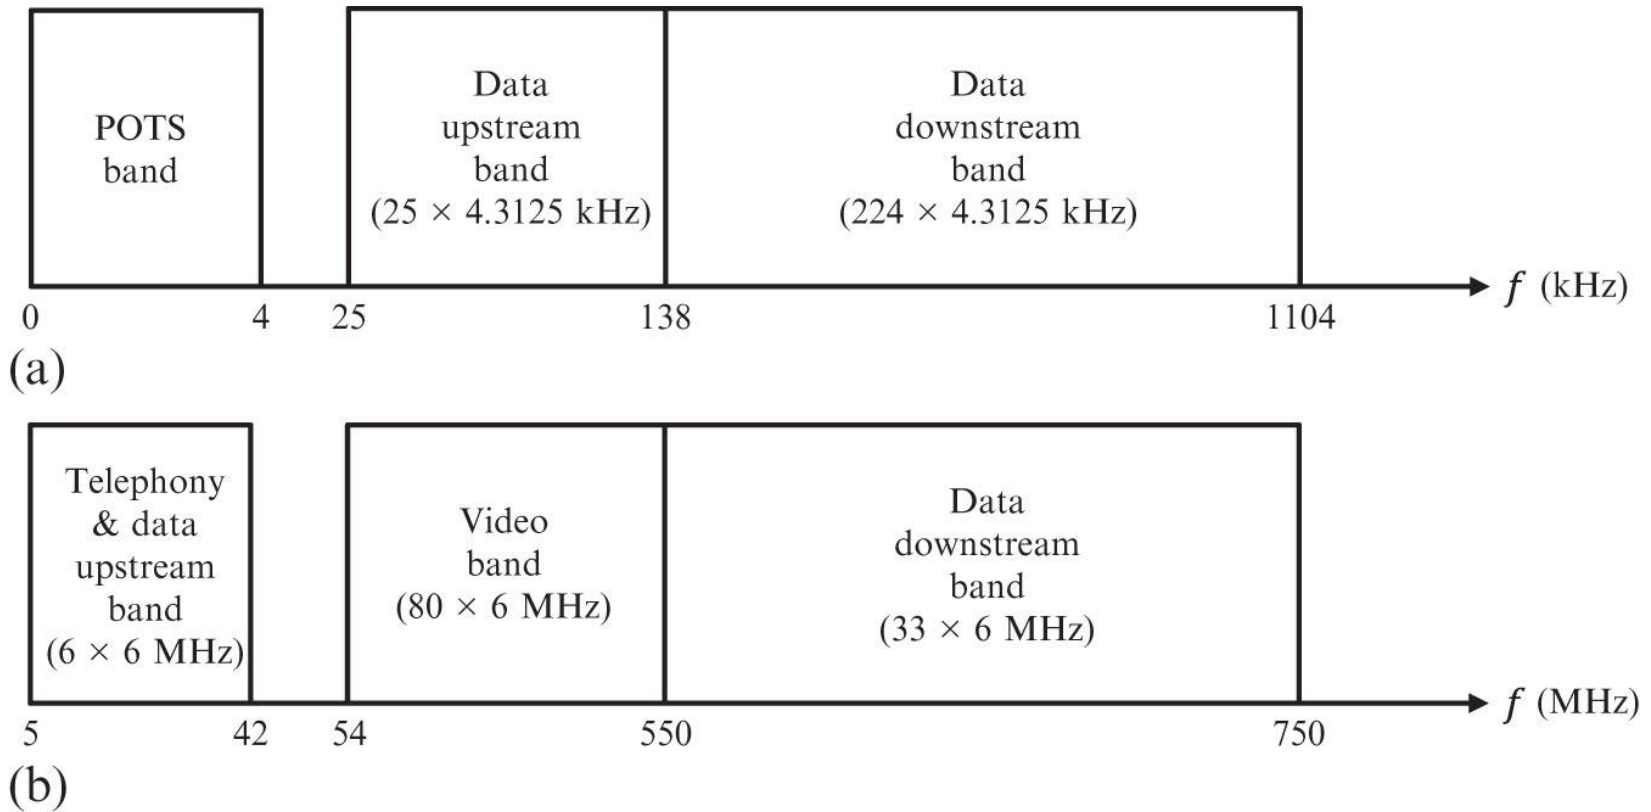 POTS
band
Data
upstream
band
(25 × 4.3125 kHz)
Data
downstream
band
(224 × 4.3125 kHz)
f (kHz)
0
4
25
138
1104
(a)
Telephony
& data
upstream
band
(6 × 6 MHz)
Video
band
(80 × 6 MHz)
Data
downstream
band
(33 × 6 MHz)
f (MHz)
5
42
54
550
750
(b)